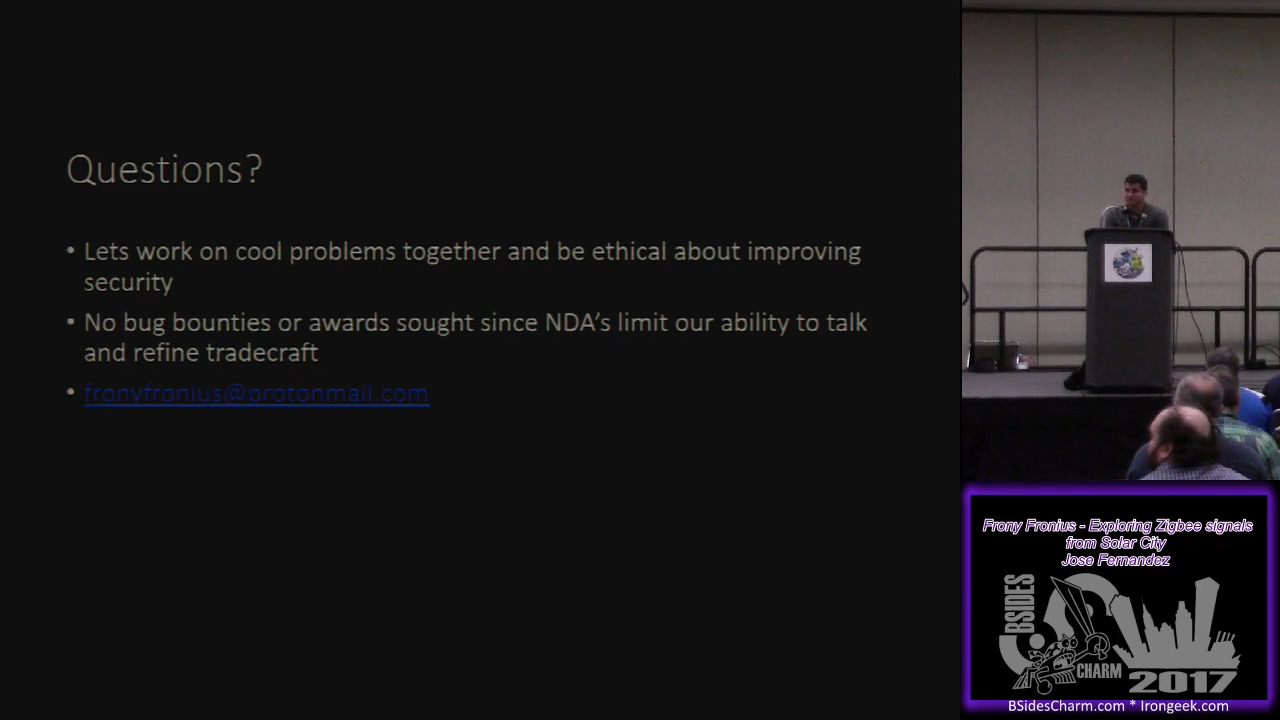 Questions?
• Lets work on cool problems together and be ethical about improving
security
• No bug bounties or awards sought since NDA's limit our ability to talk
and refine tradecraft
• fronyfronius@protonmail.com
Frony Fronius - Exploring Zigbee signals
from Solar City
Jose Fernandez
BSIDES
CHARM
2017
BSidesCharm.com * Irongeek.com